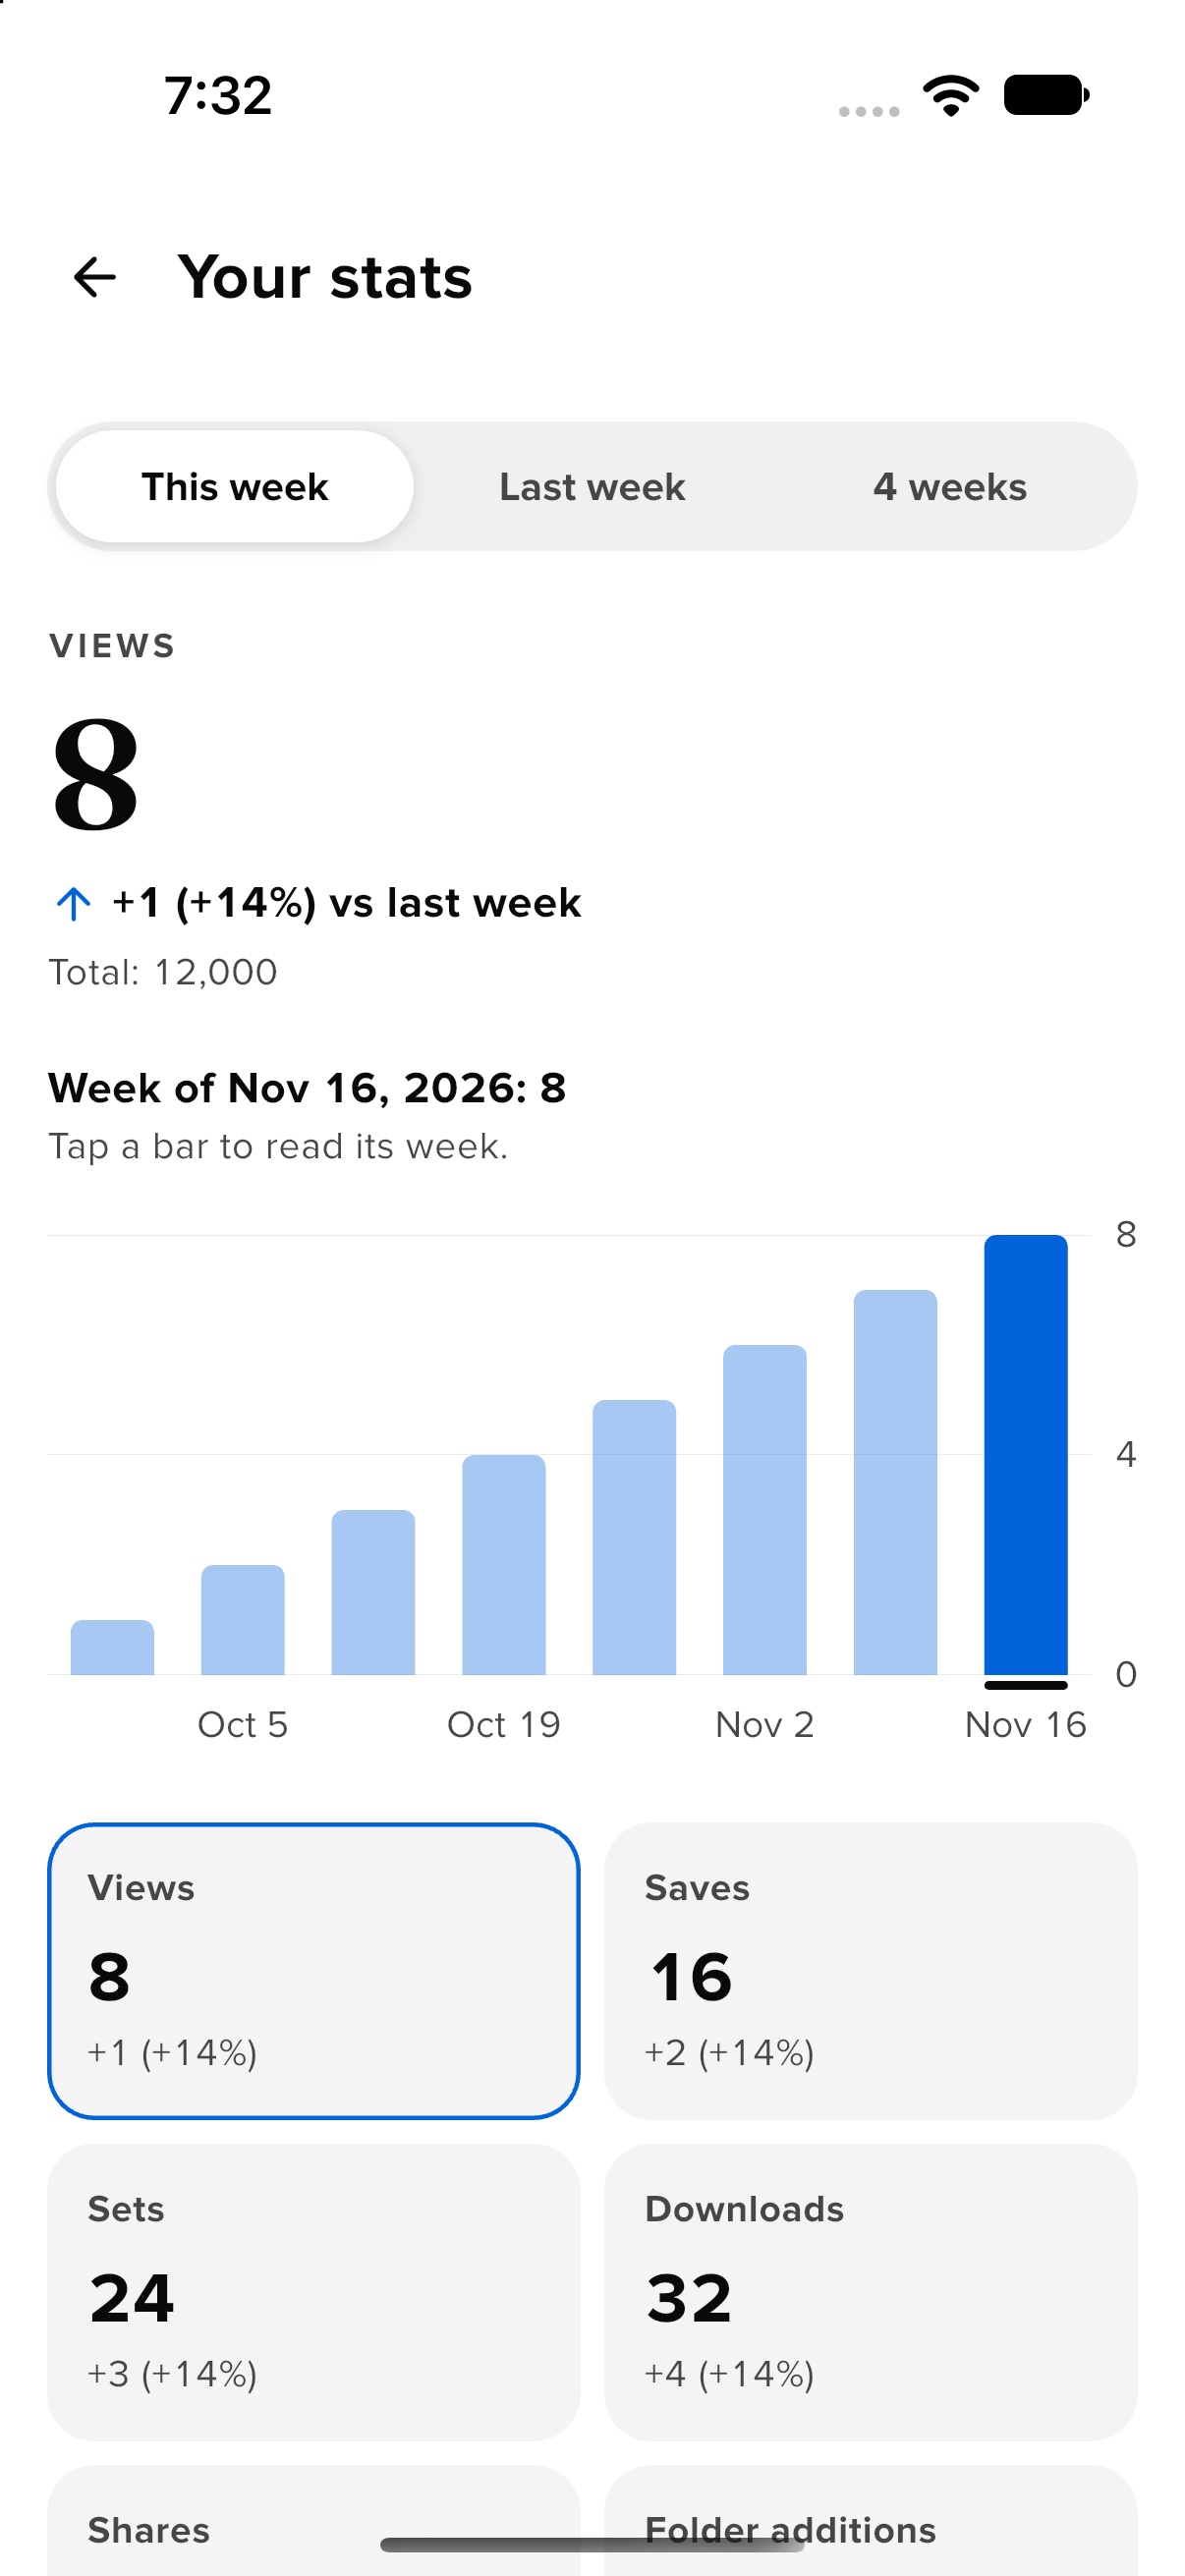 7:32
Your stats
This week
Last week
4 weeks
VIEWS
8
+1 (+14%) vs last week
Total: 12,000
Week of Nov 16, 2026: 8
Tap a bar to read its week.
8
4
0
Oct 5
Oct 19
Nov 2
Nov 16
Views
8
+1 (+14%)
Saves
16
+2 (+14%)
Sets
24
+3 (+14%)
Downloads
32
+4 (+14%)
Shares
Folder additions